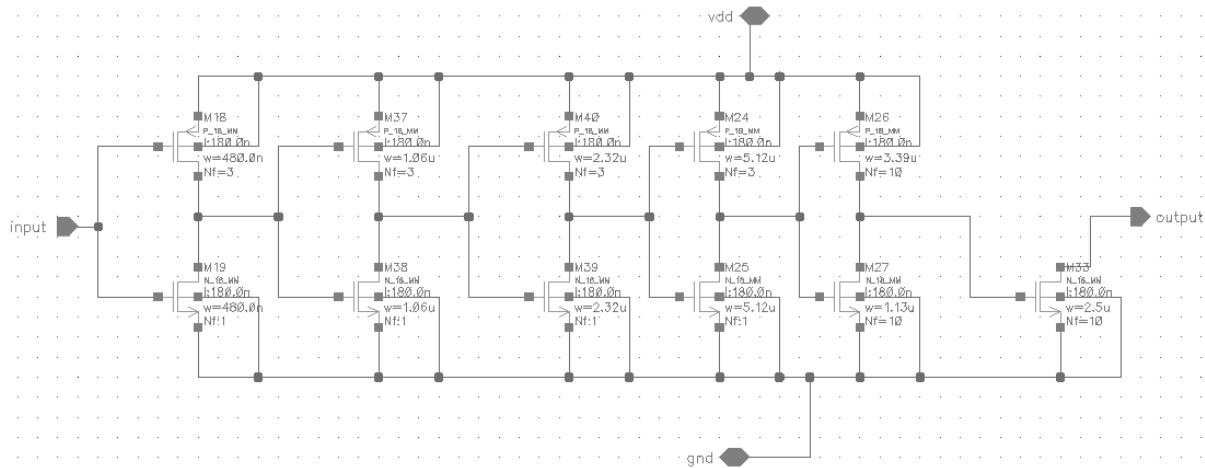 vdd
M18
P_18_MM
l:180.0n
w=480.0n
Nf=3
M37
P_18_MM
l:180.0n
w=1.06u
Nf=3
M40
P_18_MM
l:180.0n
w=2.32u
Nf=3
M24
P_18_MM
l:180.0n
w=5.12u
Nf=3
M26
P_18_MM
l:180.0n
w=3.39u
Nf=10
input
output
M19
N_18_MM
l:180.0n
w=480.0n
Nf:1
M38
N_18_MM
l:180.0n
w=1.06u
Nf:1
M39
N_18_MM
l:180.0n
w=2.32u
Nf:1
M25
N_18_MM
l:180.0n
w=5.12u
Nf:1
M27
N_18_MM
l:180.0n
w=1.13u
Nf=10
M33
N_18_MM
l:180.0n
w=2.5u
Nf=10
gnd